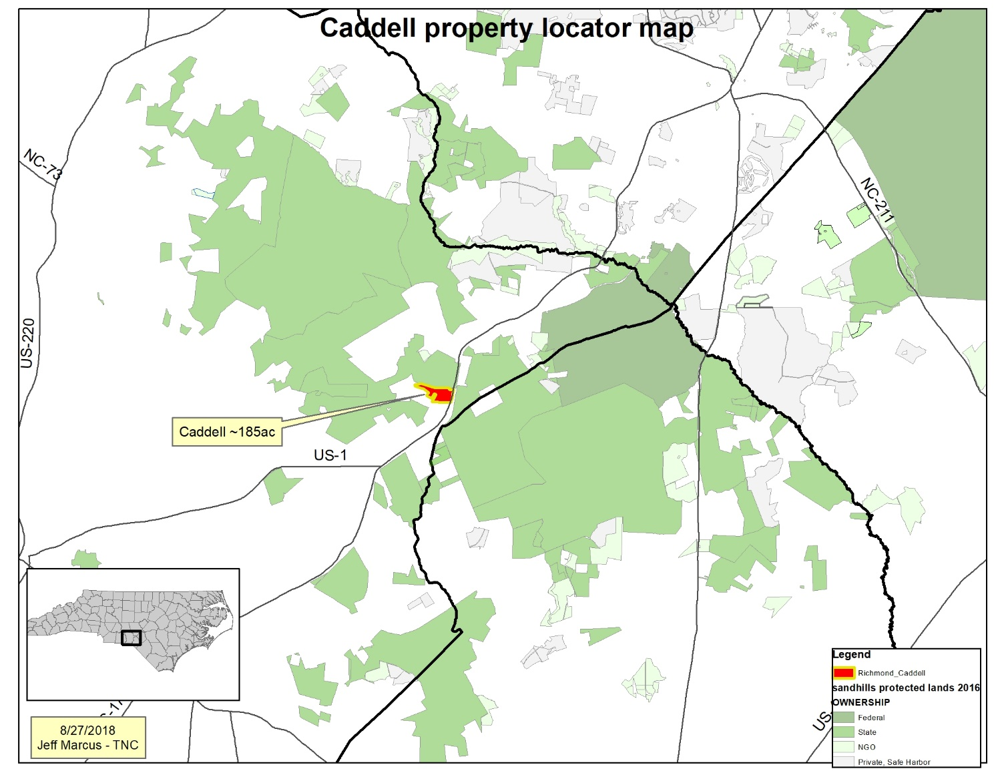 Caddell property locator map
NC-73
NC-211
US-220
Caddell ~185ac
US-1
Legend
Richmond_Caddell
sandhills protected lands 2016
OWNERSHIP
Federal
State
NGO
Private, Safe Harbor
US-
8/27/2018
Jeff Marcus - TNC